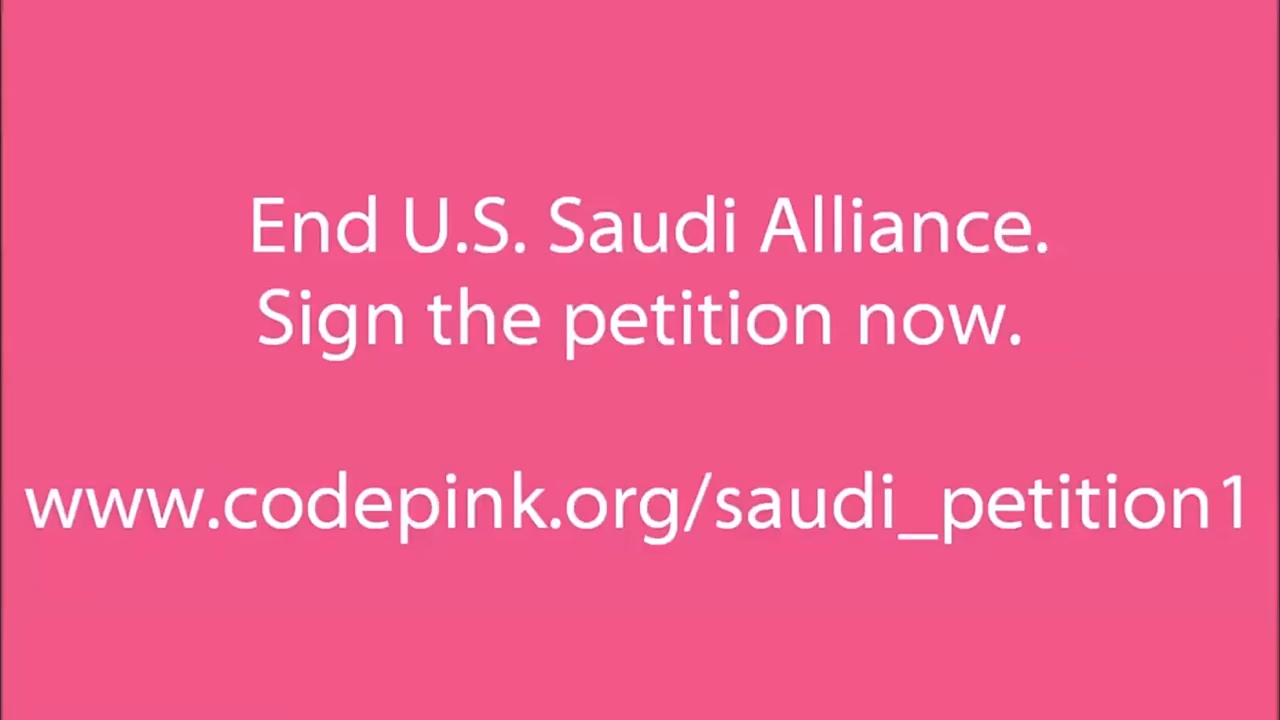 End U.S. Saudi Alliance.
Sign the petition now.
www.codepink.org/saudi_petition1